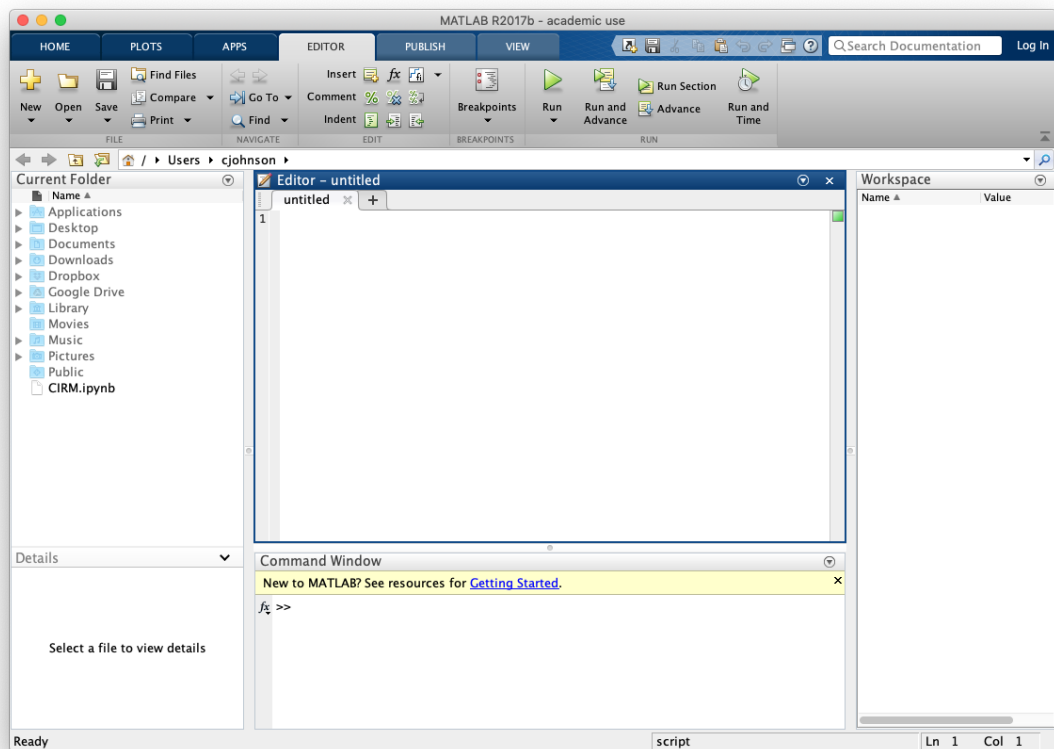 MATLAB R2017b - academic use
HOME PLOTS APPS EDITOR PUBLISH VIEW Search Documentation Log In
New Open Save Find Files Compare Print
FILE
Go To Find
NAVIGATE
Insert fx
Comment
Indent
EDIT
Breakpoints
BREAKPOINTS
Run Run and Advance Run Section Advance Run and Time
RUN
/ Users cjohnson
Current Folder
Name
Applications
Desktop
Documents
Downloads
Dropbox
Google Drive
Library
Movies
Music
Pictures
Public
CIRM.ipynb
Details
Select a file to view details
Editor - untitled
untitled +
1
Command Window
New to MATLAB? See resources for Getting Started.
fx >>
Workspace
Name Value
Ready script Ln 1 Col 1